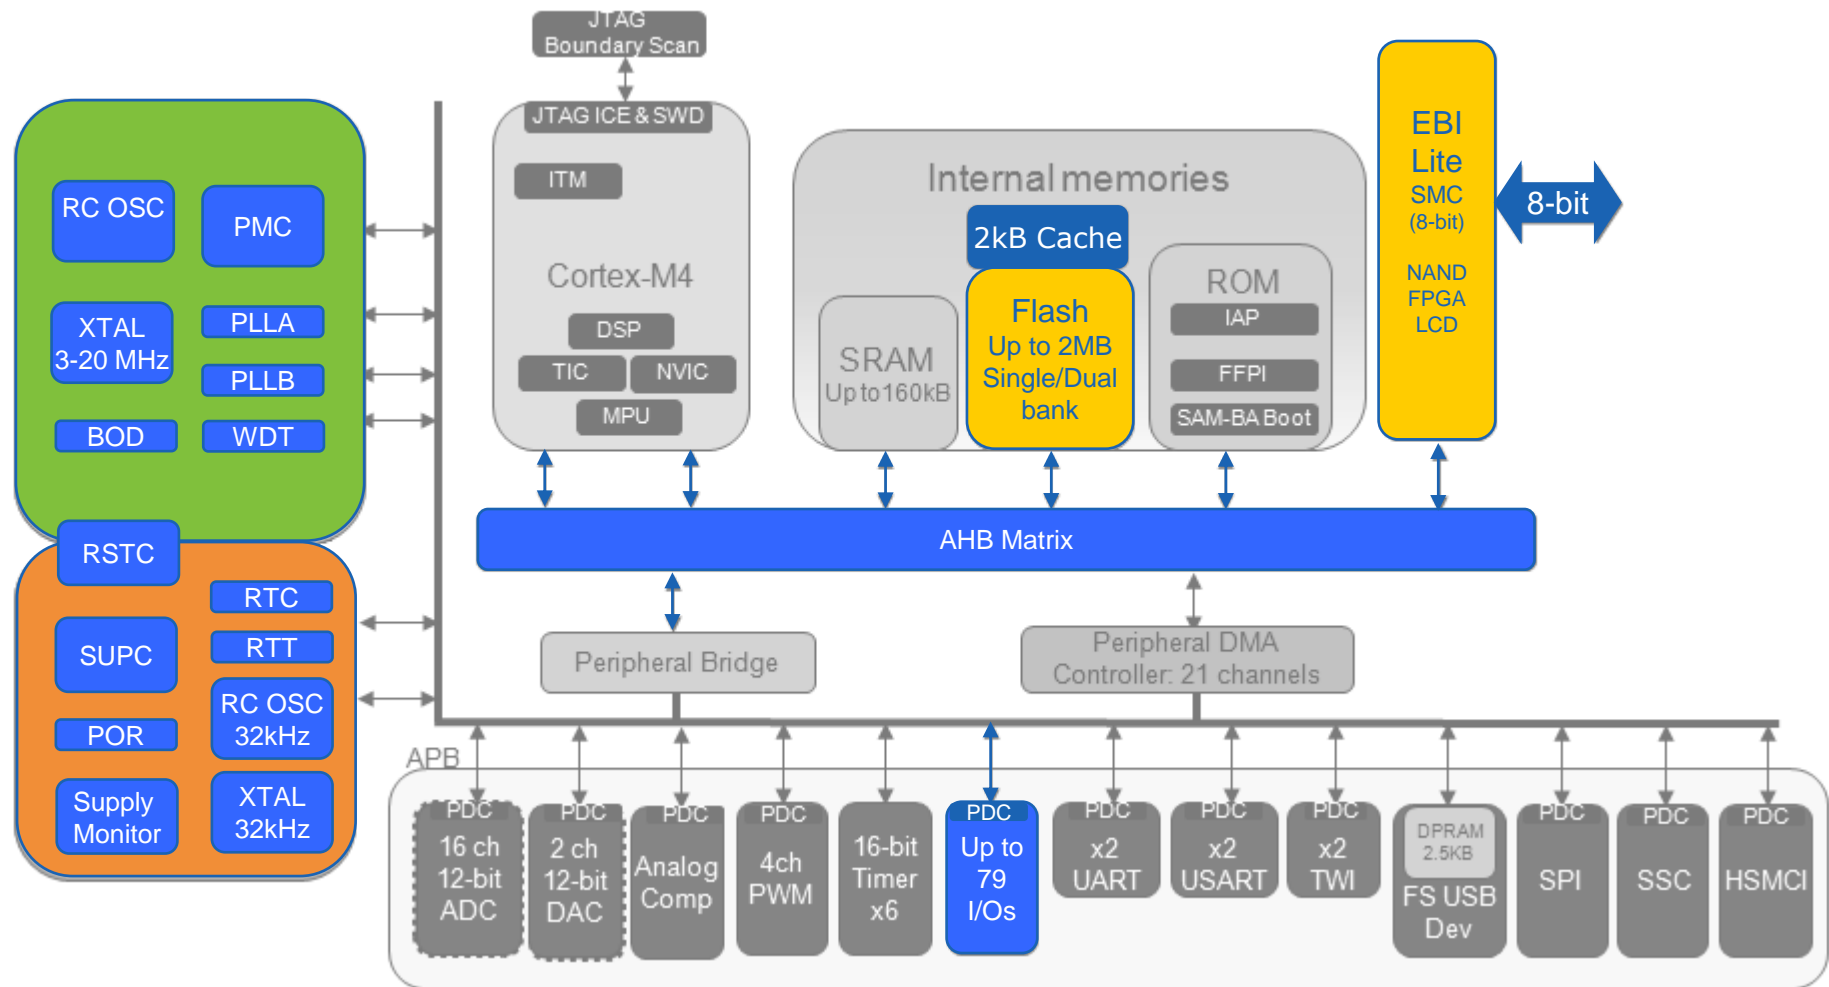 JTAG
Boundary Scan
JTAG ICE & SWD
ITM
Cortex-M4
DSP
TIC
NVIC
MPU
Internal memories
2kB Cache
Flash
Up to 2MB
Single/Dual
bank
SRAM
Up to 160kB
ROM
IAP
FFPI
SAM-BA Boot
EBI
Lite
SMC
(8-bit)
NAND
FPGA
LCD
8-bit
RC OSC
PMC
XTAL
3-20 MHz
PLLA
PLLB
BOD
WDT
RSTC
RTC
SUPC
RTT
RC OSC
32kHz
POR
Supply
Monitor
XTAL
32kHz
AHB Matrix
Peripheral Bridge
Peripheral DMA
Controller: 21 channels
APB
PDC
16 ch
12-bit
ADC
PDC
2 ch
12-bit
DAC
PDC
Analog
Comp
PDC
4ch
PWM
PDC
16-bit
Timer
x6
PDC
Up to
79
I/Os
PDC
x2
UART
PDC
x2
USART
PDC
x2
TWI
DPRAM
2.5KB
FS USB
Dev
PDC
SPI
PDC
SSC
PDC
HSMCI